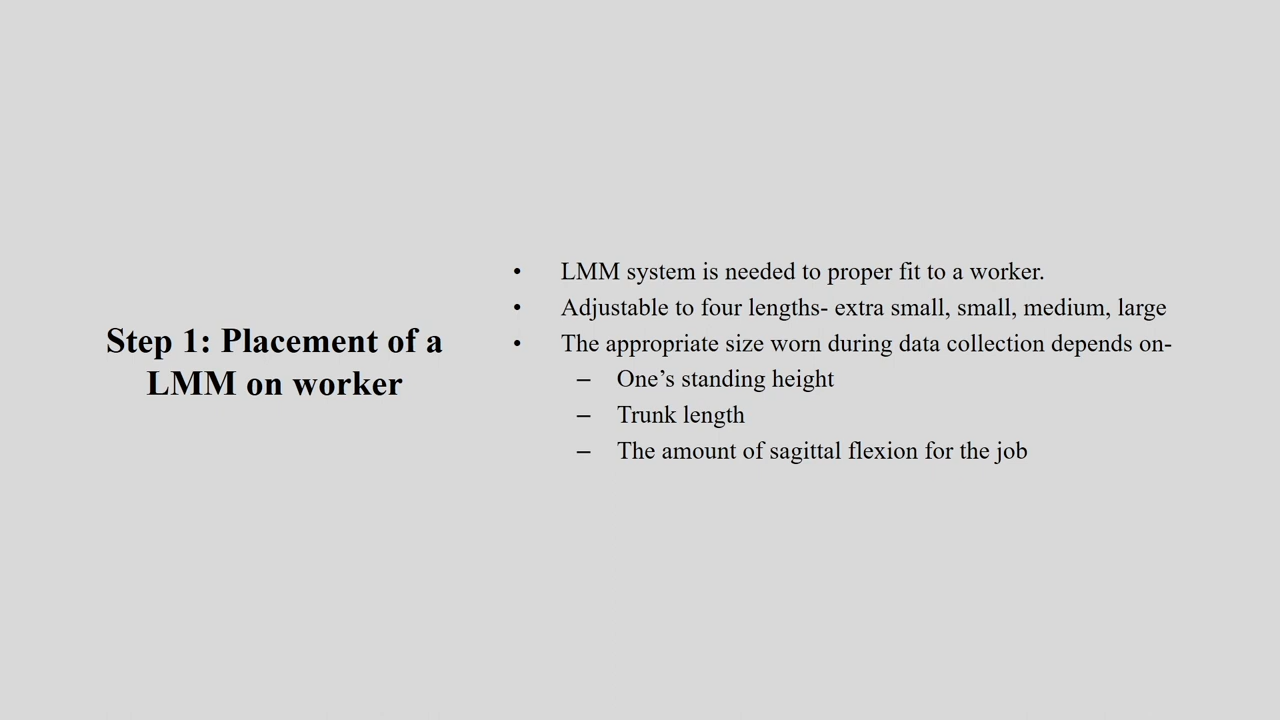 Step 1: Placement of a
LMM on worker
• LMM system is needed to proper fit to a worker.
• Adjustable to four lengths- extra small, small, medium, large
• The appropriate size worn during data collection depends on-
– One’s standing height
– Trunk length
– The amount of sagittal flexion for the job